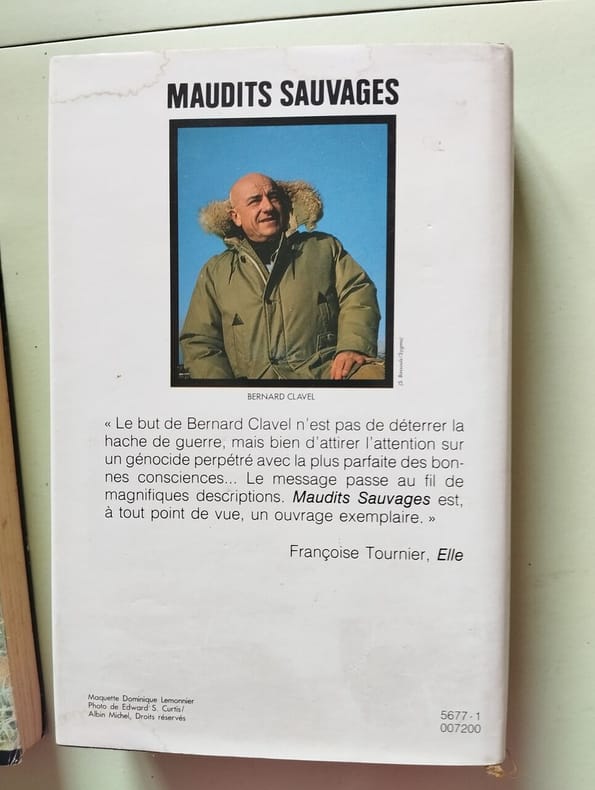 MAUDITS SAUVAGES
BERNARD CLAVEL
« Le but de Bernard Clavel n'est pas de déterrer la
hache de guerre, mais bien d'attirer l'attention sur
un génocide perpétré avec la plus parfaite des bon-
nes consciences... Le message passe au fil de
magnifiques descriptions. Maudits Sauvages est,
à tout point de vue, un ouvrage exemplaire. »
Françoise Tournier, Elle
Maquette Dominique Lemonnier
Photo de Edward S. Curtis/
Albin Michel, Droits réservés
5677-1
007200